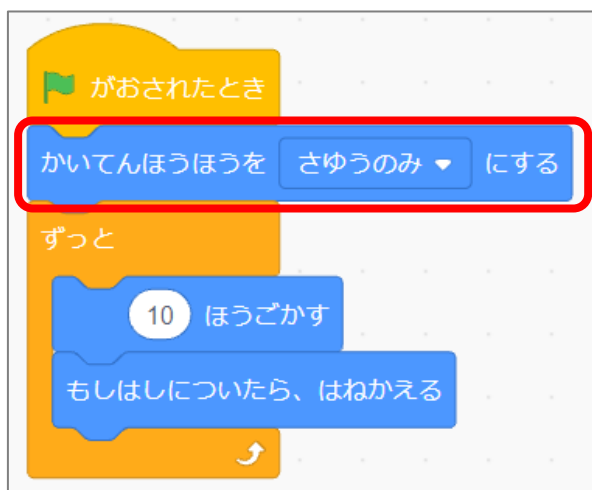 がおされたとき
かいてんほうほうを さゆうのみ にする
ずっと
10 ほうごかす
もしはしについたら、はねかえる